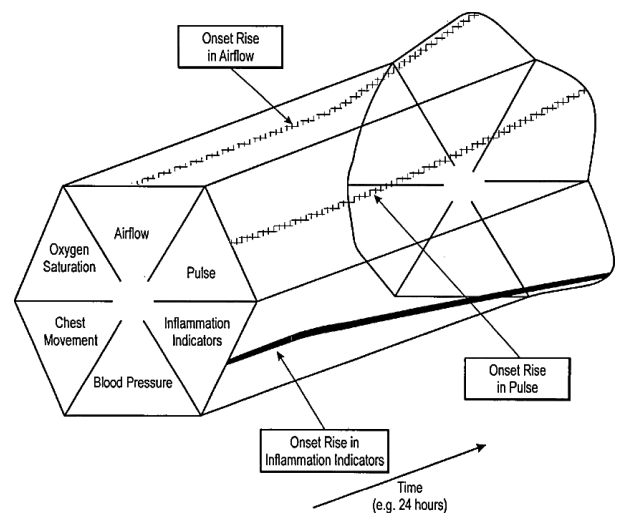 Onset Rise
in Airflow
Airflow
Oxygen
Saturation
Pulse
Chest
Movement
Inflammation
Indicators
Blood Pressure
Onset Rise
in Pulse
Onset Rise in
Inflammation Indicators
Time
(e.g. 24 hours)